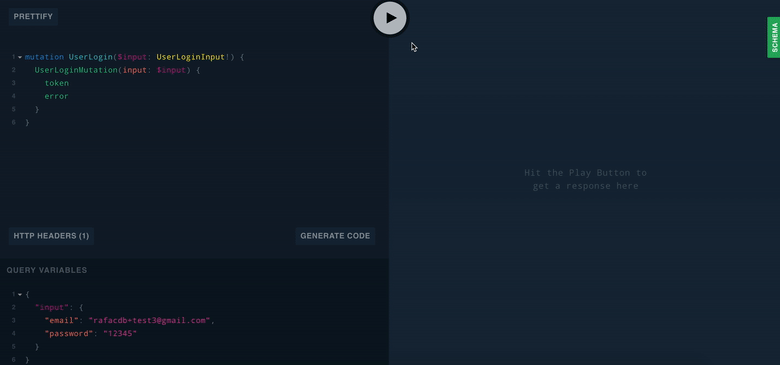 PRETTIFY
1 mutation UserLogin($input: UserLoginInput!) {
2 UserLoginMutation(input: $input) {
3 token
4 error
5 }
6 }
HTTP HEADERS (1)
GENERATE CODE
QUERY VARIABLES
1 {
2 "input": {
3 "email": "rafacdb+test3@gmail.com",
4 "password": "12345"
5 }
6 }
Hit the Play Button to
get a response here
SCHEMA